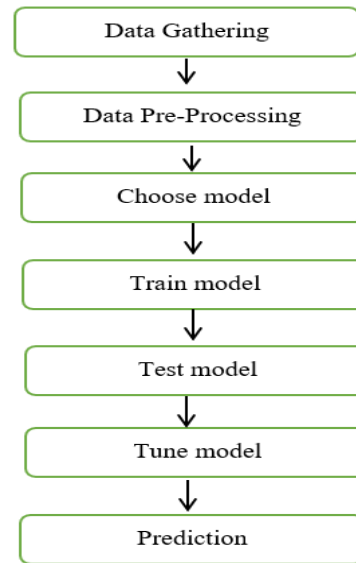 Data Gathering
Data Pre-Processing
Choose model
Train model
Test model
Tune model
Prediction